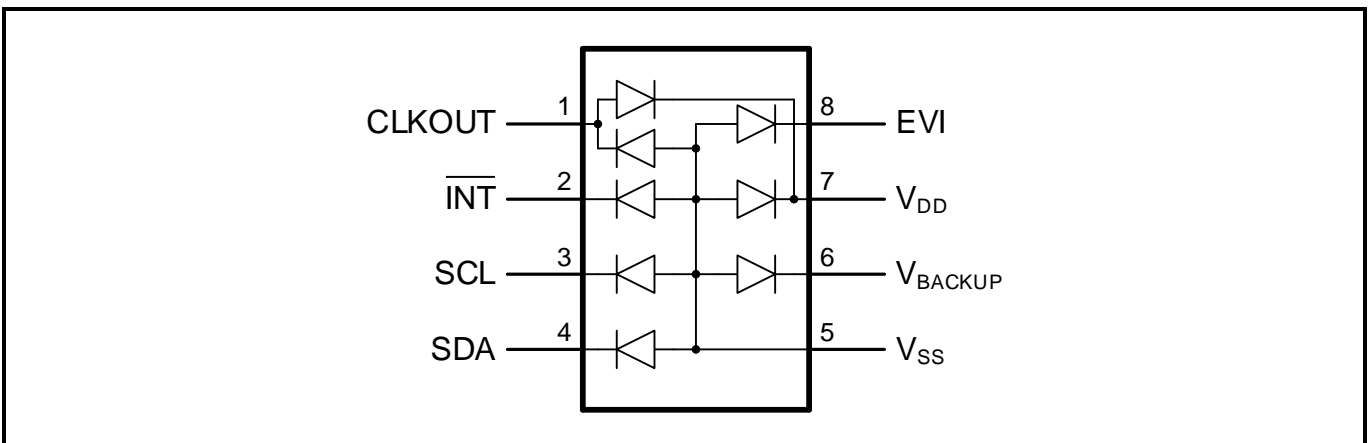 CLKOUT 1 8 EVI
INT 2 7 VDD
SCL 3 6 VBACKUP
SDA 4 5 VSS